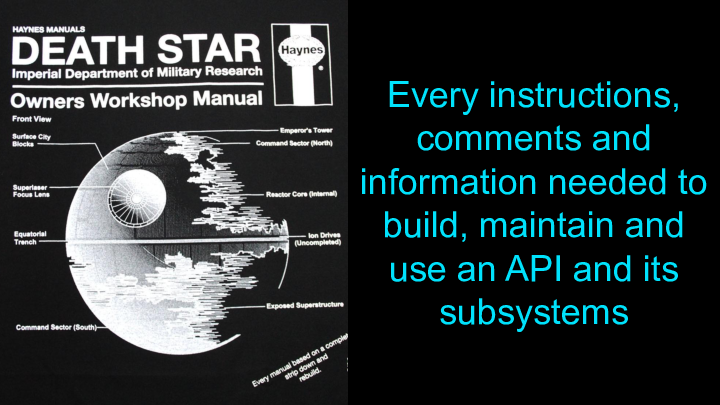 HAYNES MANUALS
DEATH STAR
Imperial Department of Military Research
Owners Workshop Manual
Haynes
®
Front View
Surface City
Blocks
Emperor's Tower
Command Sector (North)
Superlaser
Focus Lens
Reactor Core (Internal)
Equatorial
Trench
Ion Drives
(Uncompleted)
Exposed Superstructure
Command Sector (South)
Every manual based on a complete
strip down and
rebuild.
Every instructions,
comments and
information needed to
build, maintain and
use an API and its
subsystems